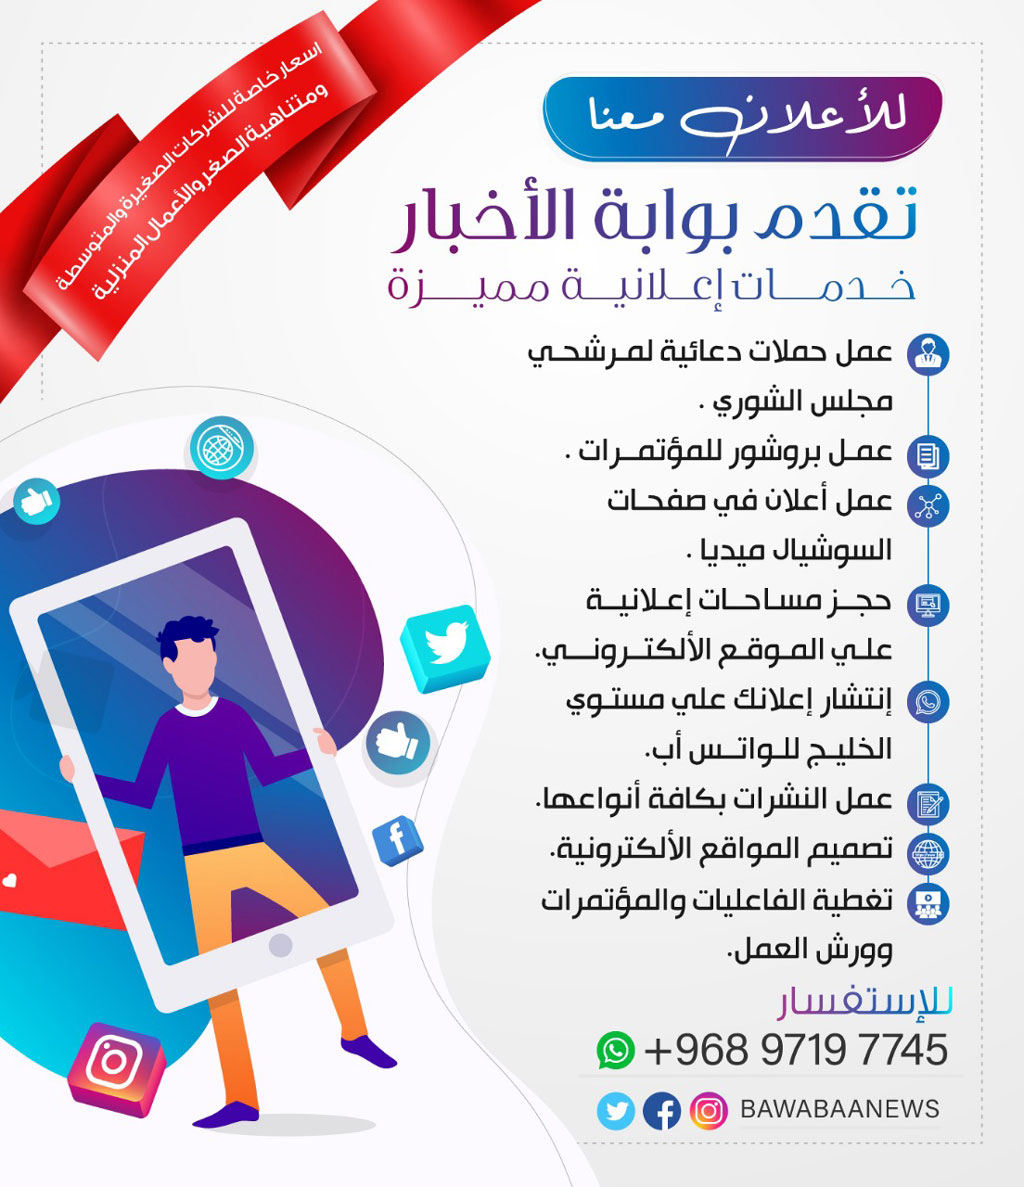 اسعار خاصة للشركات الصغيرة والمتوسطة
ومتناهية الصغر والأعمال المنزلية
للأعلان معنا
تقدم بوابة الأخبار
خدمات إعلانية مميزة
عمل حملات دعائية لمرشحي
مجلس الشوري .
عمل بروشور للمؤتمرات .
عمل أعلان في صفحات
السوشيال ميديا .
حجز مساحات إعلانية
علي الموقع الألكتروني.
إنتشار إعلانك علي مستوي
الخليج للواتس أب.
عمل النشرات بكافة أنواعها.
تصميم المواقع الألكترونية.
تغطية الفاعليات والمؤتمرات
وورش العمل.
للإستفسار
+968 9719 7745
BAWABAANEWS